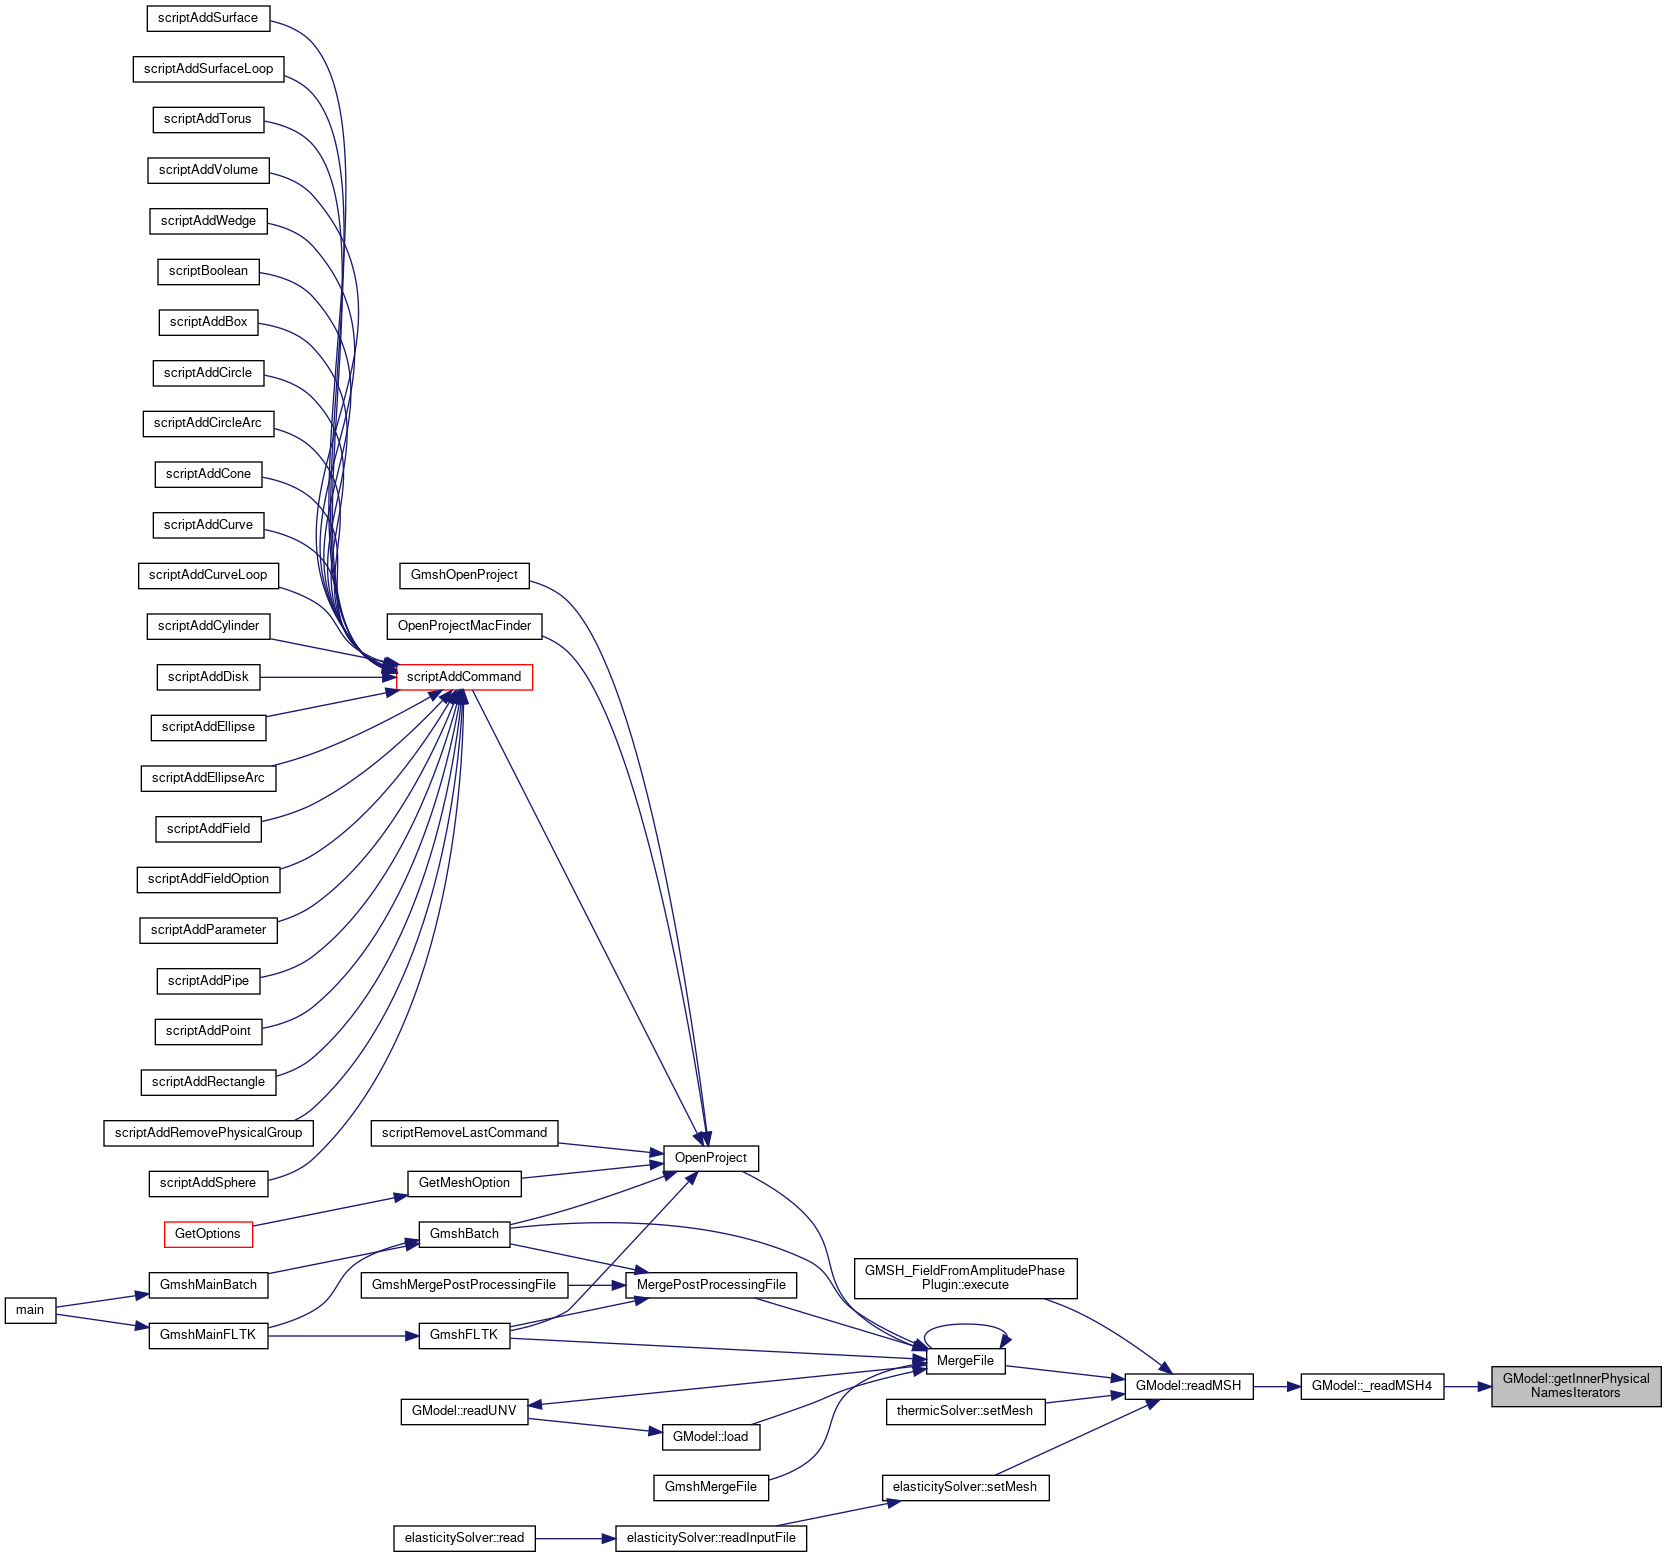 scriptAddSurface
scriptAddSurfaceLoop
scriptAddTorus
scriptAddVolume
scriptAddWedge
scriptBoolean
scriptAddBox
scriptAddCircle
scriptAddCircleArc
scriptAddCone
scriptAddCurve
scriptAddCurveLoop
GmshOpenProject
scriptAddCylinder
OpenProjectMacFinder
scriptAddDisk
scriptAddCommand
scriptAddEllipse
scriptAddEllipseArc
scriptAddField
scriptAddFieldOption
scriptAddParameter
scriptAddPipe
scriptAddPoint
scriptAddRectangle
scriptAddRemovePhysicalGroup
scriptRemoveLastCommand
OpenProject
scriptAddSphere
GetMeshOption
GetOptions
GmshBatch
GmshMainBatch
GmshMergePostProcessingFile
MergePostProcessingFile
GMSH_FieldFromAmplitudePhase
Plugin::execute
main
GmshMainFLTK
GmshFLTK
MergeFile
GModel::readMSH
GModel::_readMSH4
GModel::getInnerPhysical
NamesIterators
GModel::readUNV
thermicSolver::setMesh
GModel::load
GmshMergeFile
elasticitySolver::setMesh
elasticitySolver::read
elasticitySolver::readInputFile